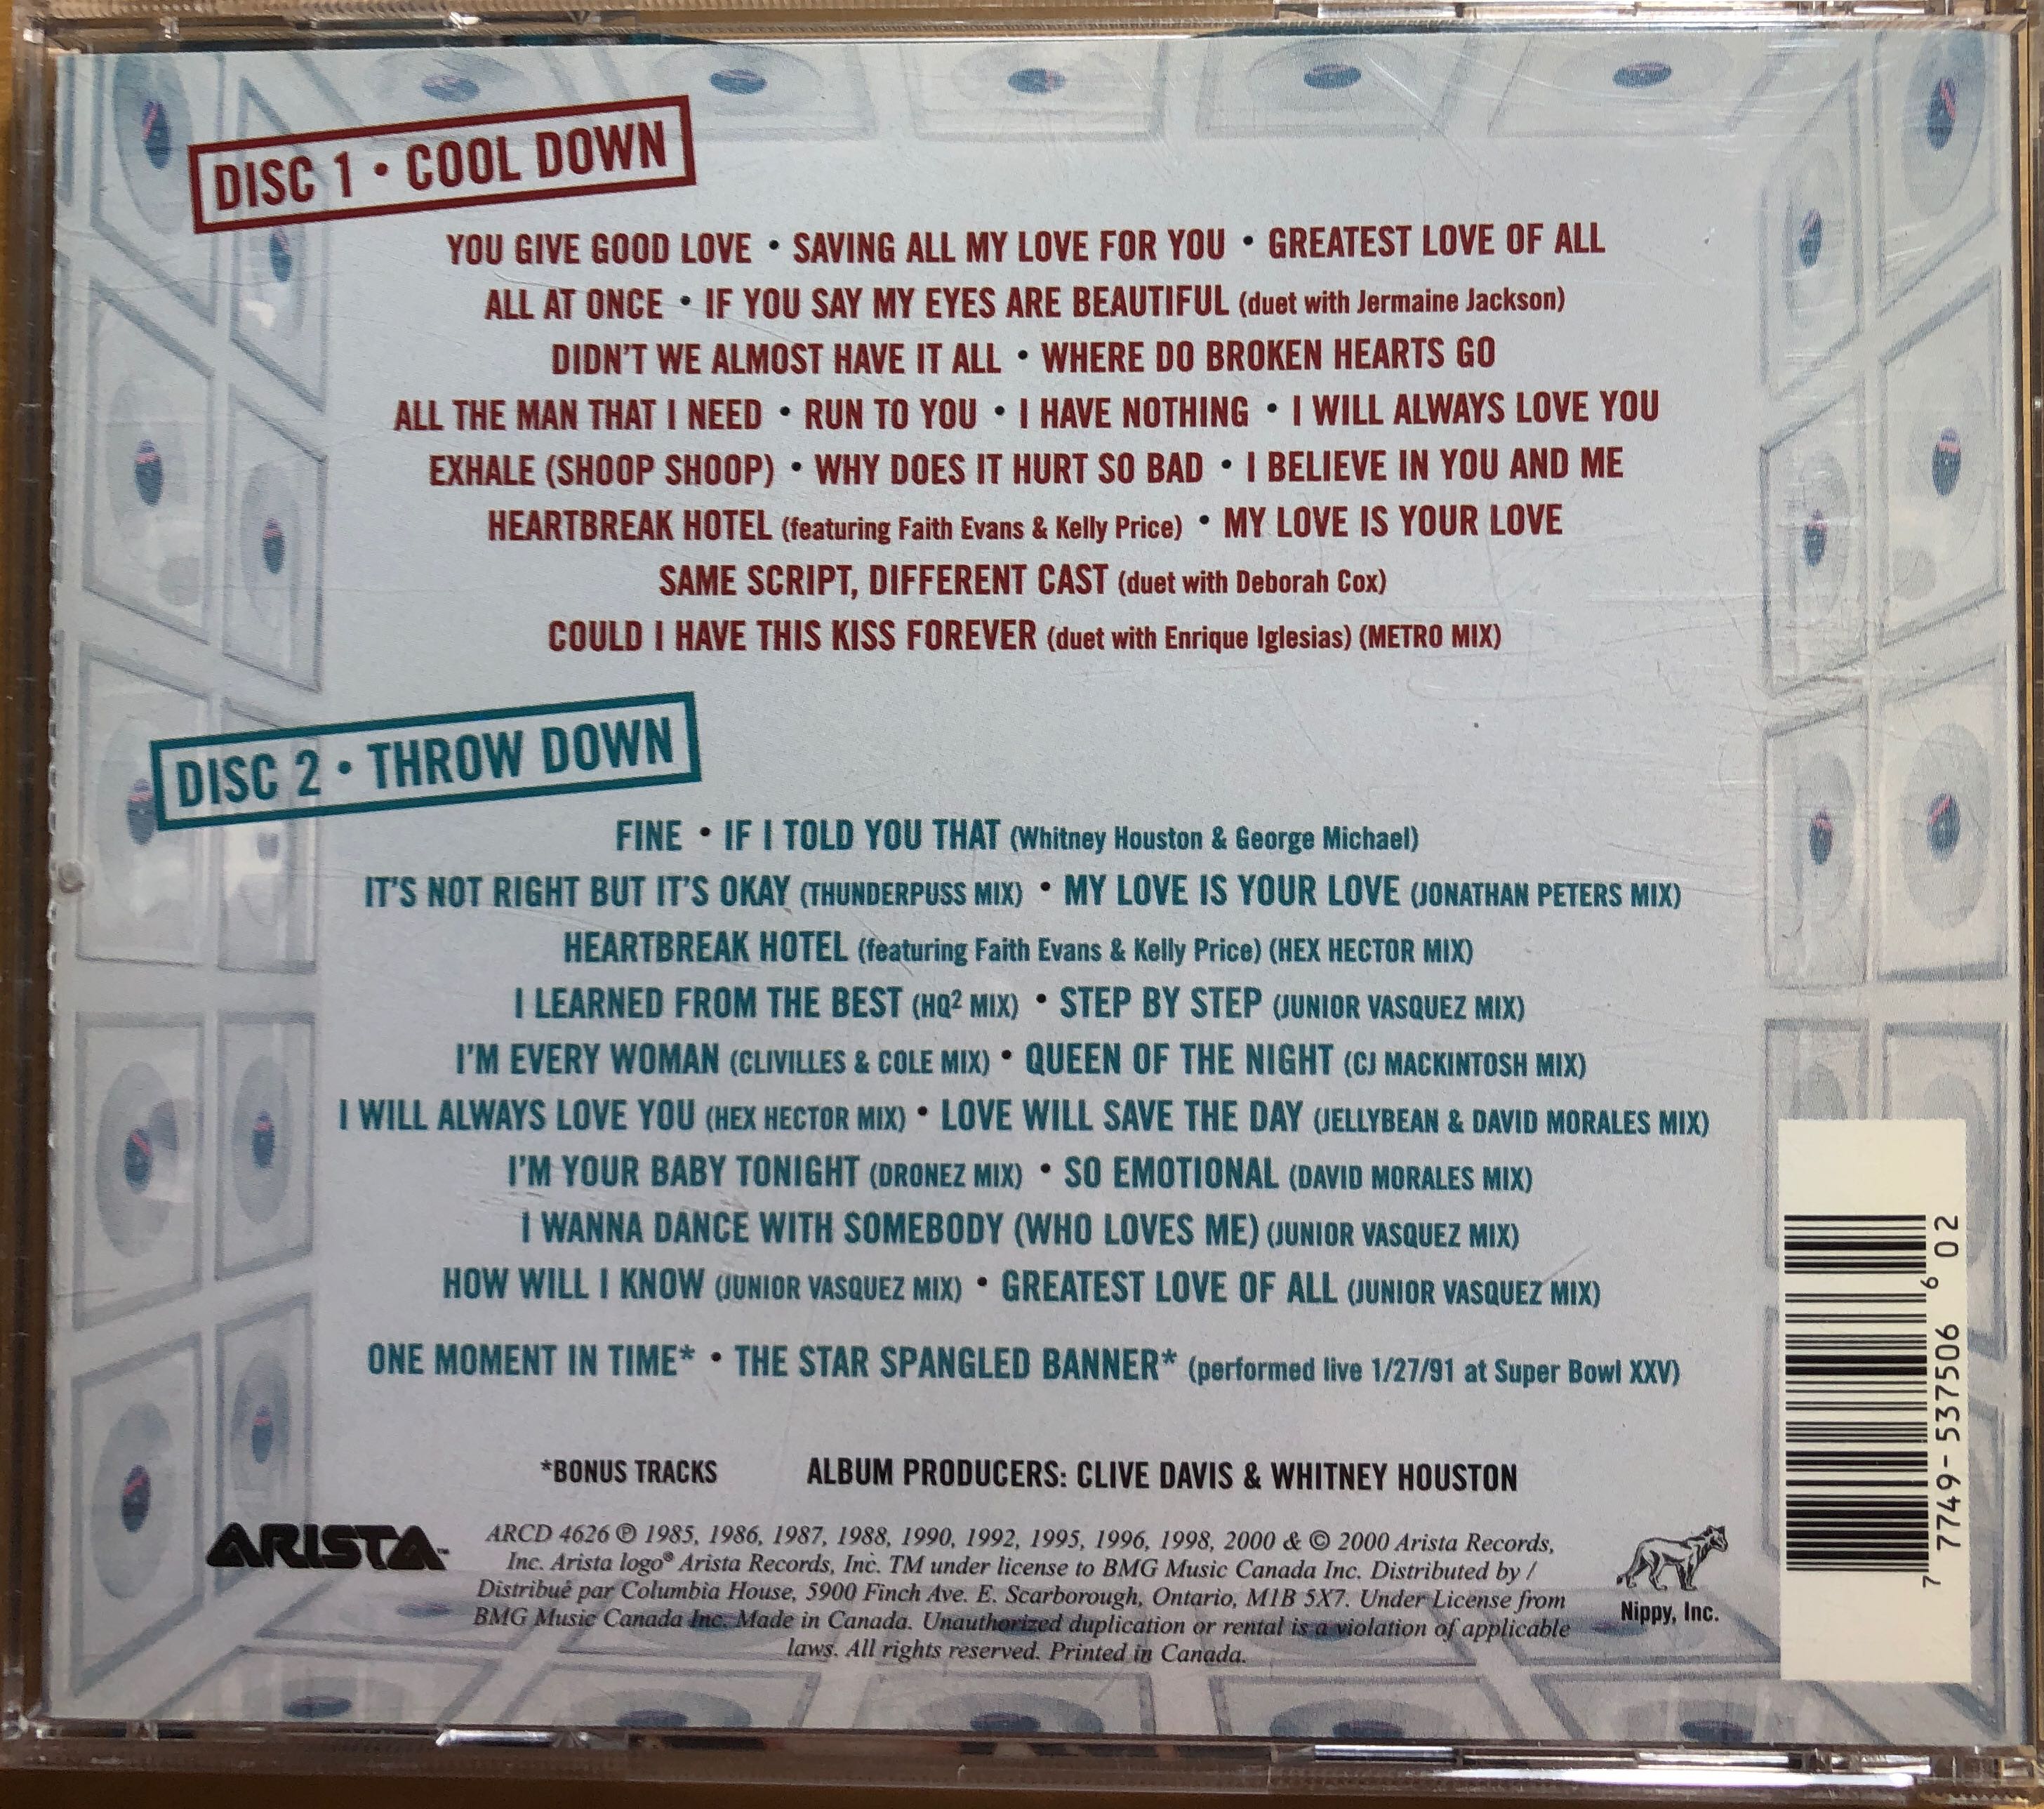 DISC 1 • COOL DOWN
YOU GIVE GOOD LOVE • SAVING ALL MY LOVE FOR YOU • GREATEST LOVE OF ALL
ALL AT ONCE • IF YOU SAY MY EYES ARE BEAUTIFUL (duet with Jermaine Jackson)
DIDN'T WE ALMOST HAVE IT ALL • WHERE DO BROKEN HEARTS GO
ALL THE MAN THAT I NEED • RUN TO YOU • I HAVE NOTHING • I WILL ALWAYS LOVE YOU
EXHALE (SHOOP SHOOP) • WHY DOES IT HURT SO BAD • I BELIEVE IN YOU AND ME
HEARTBREAK HOTEL (featuring Faith Evans & Kelly Price) • MY LOVE IS YOUR LOVE
SAME SCRIPT, DIFFERENT CAST (duet with Deborah Cox)
COULD I HAVE THIS KISS FOREVER (duet with Enrique Iglesias) (METRO MIX)
DISC 2 • THROW DOWN
FINE • IF I TOLD YOU THAT (Whitney Houston & George Michael)
IT'S NOT RIGHT BUT IT'S OKAY (THUNDERPUSS MIX) • MY LOVE IS YOUR LOVE (JONATHAN PETERS MIX)
HEARTBREAK HOTEL (featuring Faith Evans & Kelly Price) (HEX HECTOR MIX)
I LEARNED FROM THE BEST (HQ² MIX) • STEP BY STEP (JUNIOR VASQUEZ MIX)
I'M EVERY WOMAN (CLIVILLES & COLE MIX) • QUEEN OF THE NIGHT (CJ MACKINTOSH MIX)
I WILL ALWAYS LOVE YOU (HEX HECTOR MIX) • LOVE WILL SAVE THE DAY (JELLYBEAN & DAVID MORALES MIX)
I'M YOUR BABY TONIGHT (DRONEZ MIX) • SO EMOTIONAL (DAVID MORALES MIX)
I WANNA DANCE WITH SOMEBODY (WHO LOVES ME) (JUNIOR VASQUEZ MIX)
HOW WILL I KNOW (JUNIOR VASQUEZ MIX) • GREATEST LOVE OF ALL (JUNIOR VASQUEZ MIX)
ONE MOMENT IN TIME* • THE STAR SPANGLED BANNER* (performed live 1/27/91 at Super Bowl XXV)
*BONUS TRACKS ALBUM PRODUCERS: CLIVE DAVIS & WHITNEY HOUSTON
ARISTA™
ARCD 4626 ℗ 1985, 1986, 1987, 1988, 1990, 1992, 1995, 1996, 1998, 2000 & © 2000 Arista Records,
Inc. Arista logo® Arista Records, Inc. TM under license to BMG Music Canada Inc. Distributed by /
Distribué par Columbia House, 5900 Finch Ave. E. Scarborough, Ontario, M1B 5X7. Under License from
BMG Music Canada Inc. Made in Canada. Unauthorized duplication or rental is a violation of applicable
laws. All rights reserved. Printed in Canada.
Nippy, Inc.
7 7749-537506 6 02